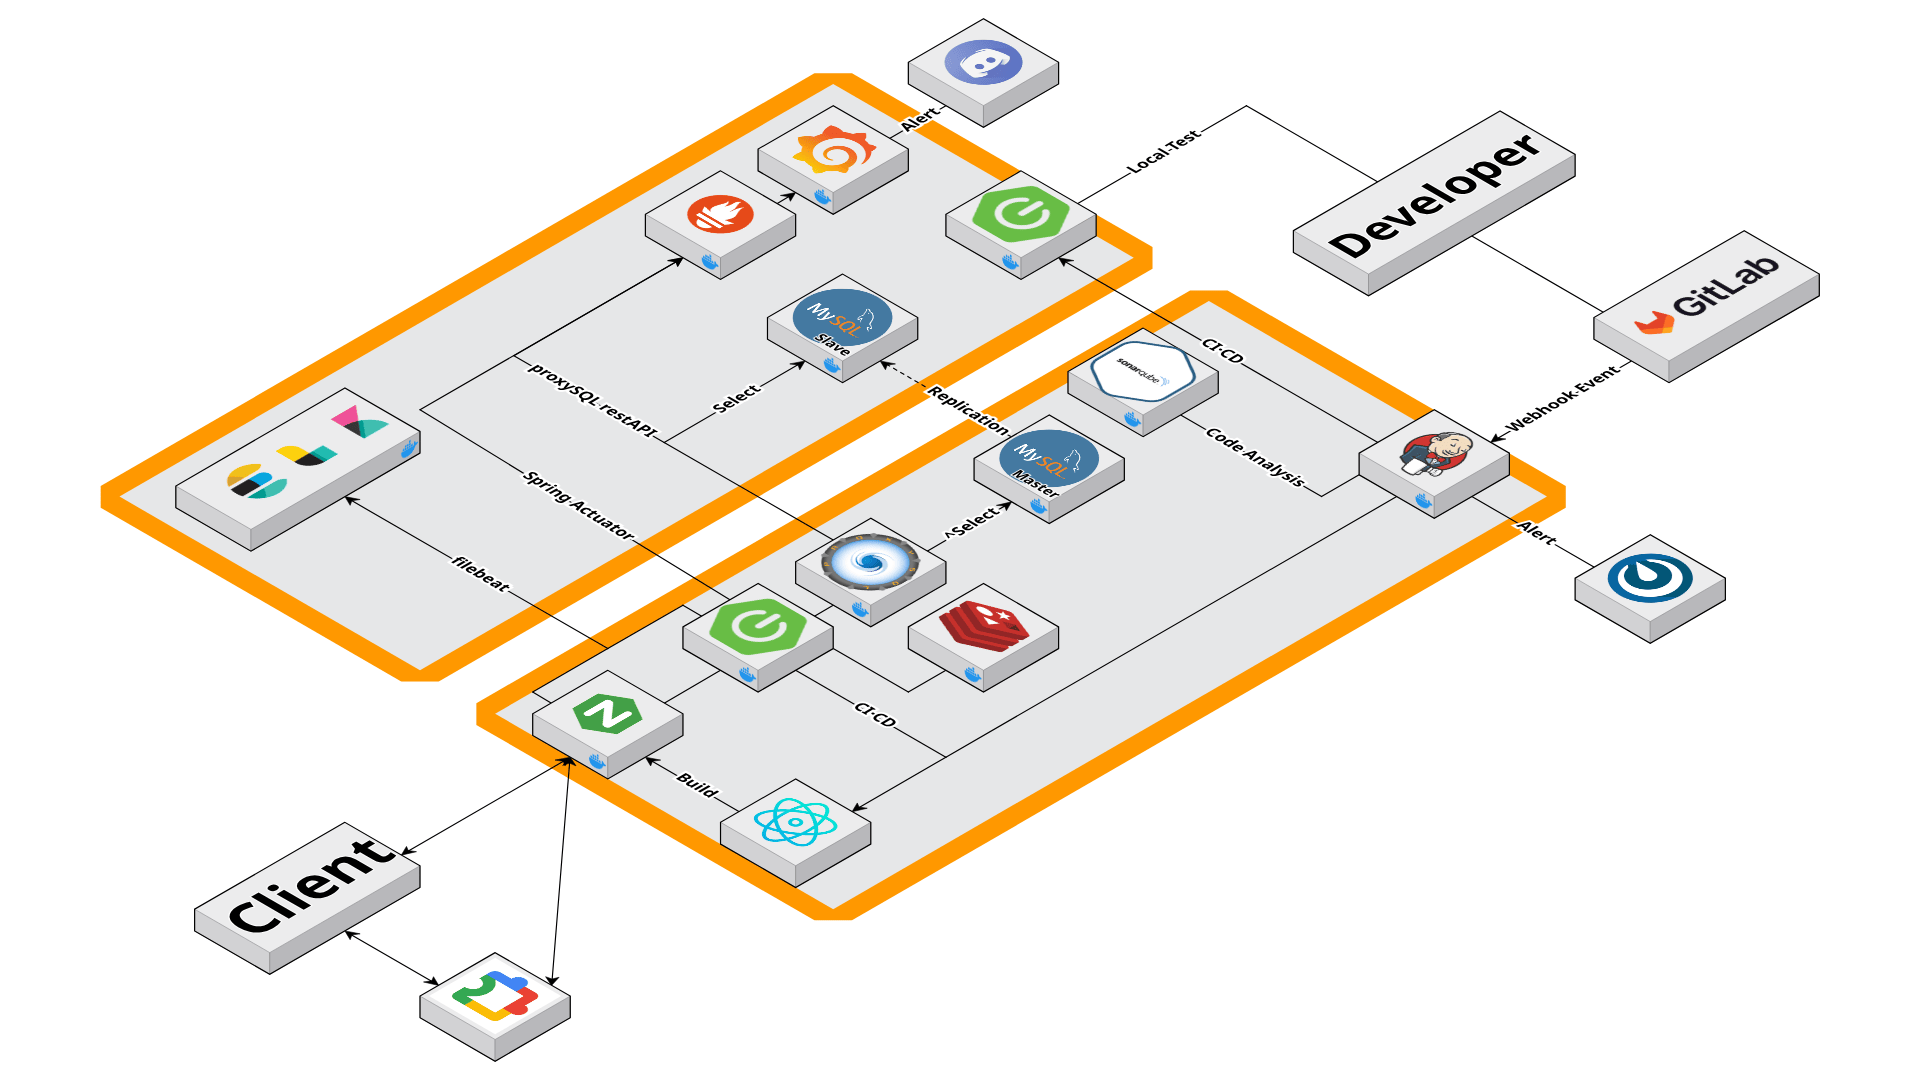 Alert
Local-Test
Developer
GitLab
MySQL
Slave
CI·CD
sonarqube
proxySQL·restAPI
Select
Replication
Webhook·Event
MySQL
Master
Code Analysis
Spring·Actuator
^Select
Alert
filebeat
CI·CD
Build
Client